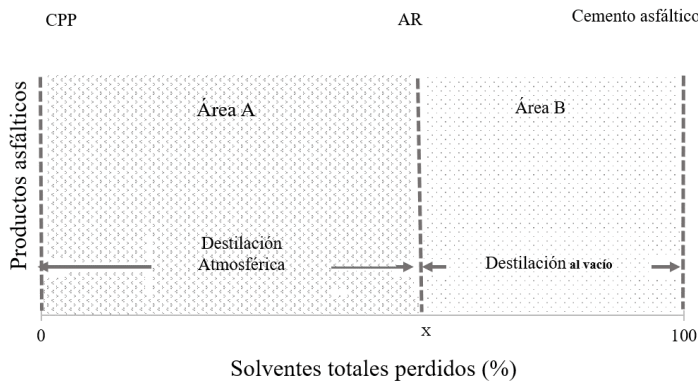 CPP
AR
Cemento asfáltico
Productos asfálticos
Área A
Área B
Destilación
Atmosférica
Destilación al vacío
0
x
100
Solventes totales perdidos (%)